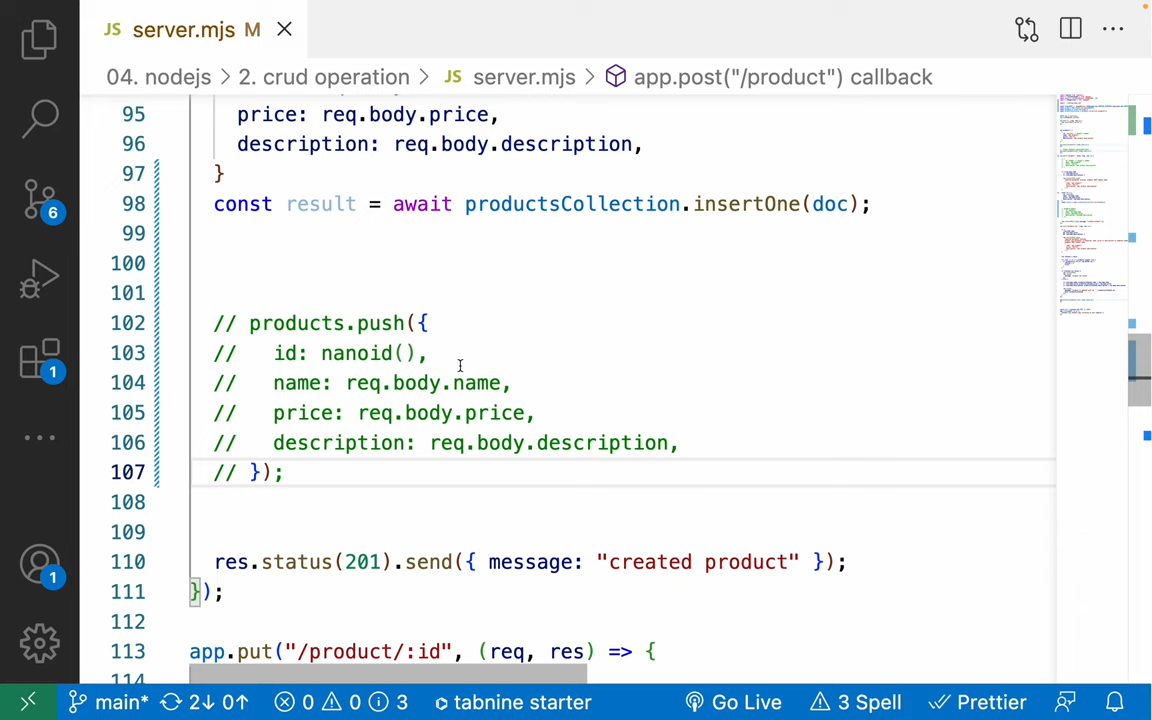 JS server.mjs M
04. nodejs > 2. crud operation > JS server.mjs > app.post("/product") callback
95 price: req.body.price,
96 description: req.body.description,
97 }
98 const result = await productsCollection.insertOne(doc);
99
100
101
102 // products.push({
103 // id: nanoid(),
104 // name: req.body.name,
105 // price: req.body.price,
106 // description: req.body.description,
107 // });
108
109
110 res.status(201).send({ message: "created product" });
111 });
112
113 app.put("/product/:id", (req, res) => {
114
6
1
1
main* 2↓ 0↑ 0 0 3 tabnine starter Go Live 3 Spell Prettier